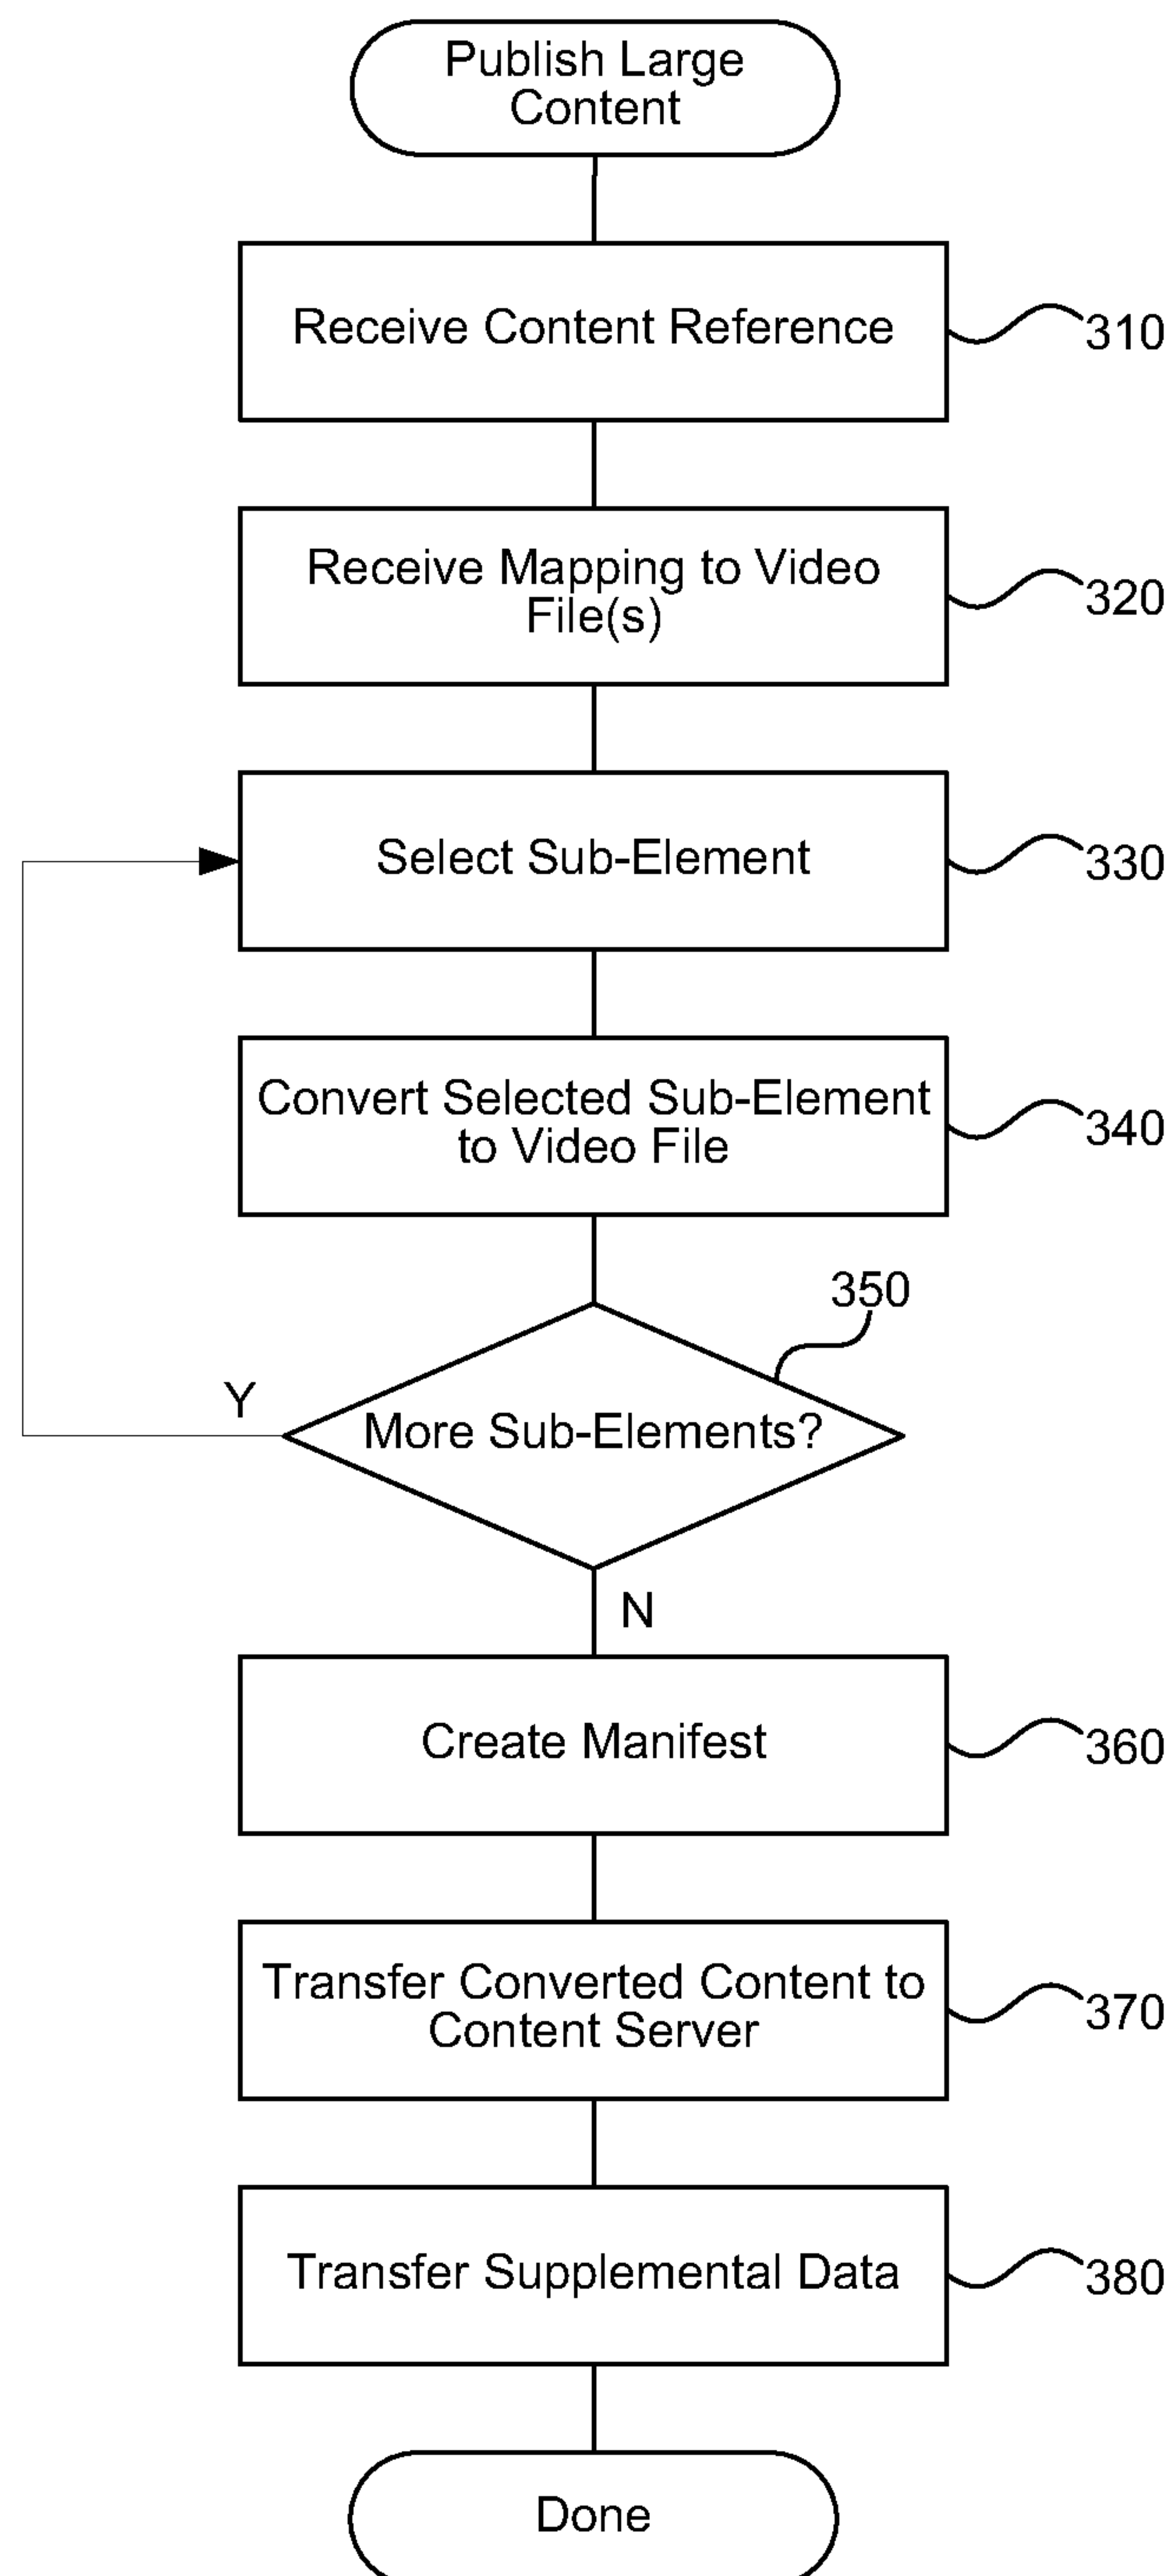 Publish Large
Content
Receive Content Reference
310
Receive Mapping to Video
File(s)
320
Select Sub-Element
330
Convert Selected Sub-Element
to Video File
340
350
Y
More Sub-Elements?
N
Create Manifest
360
Transfer Converted Content to
Content Server
370
Transfer Supplemental Data
380
Done